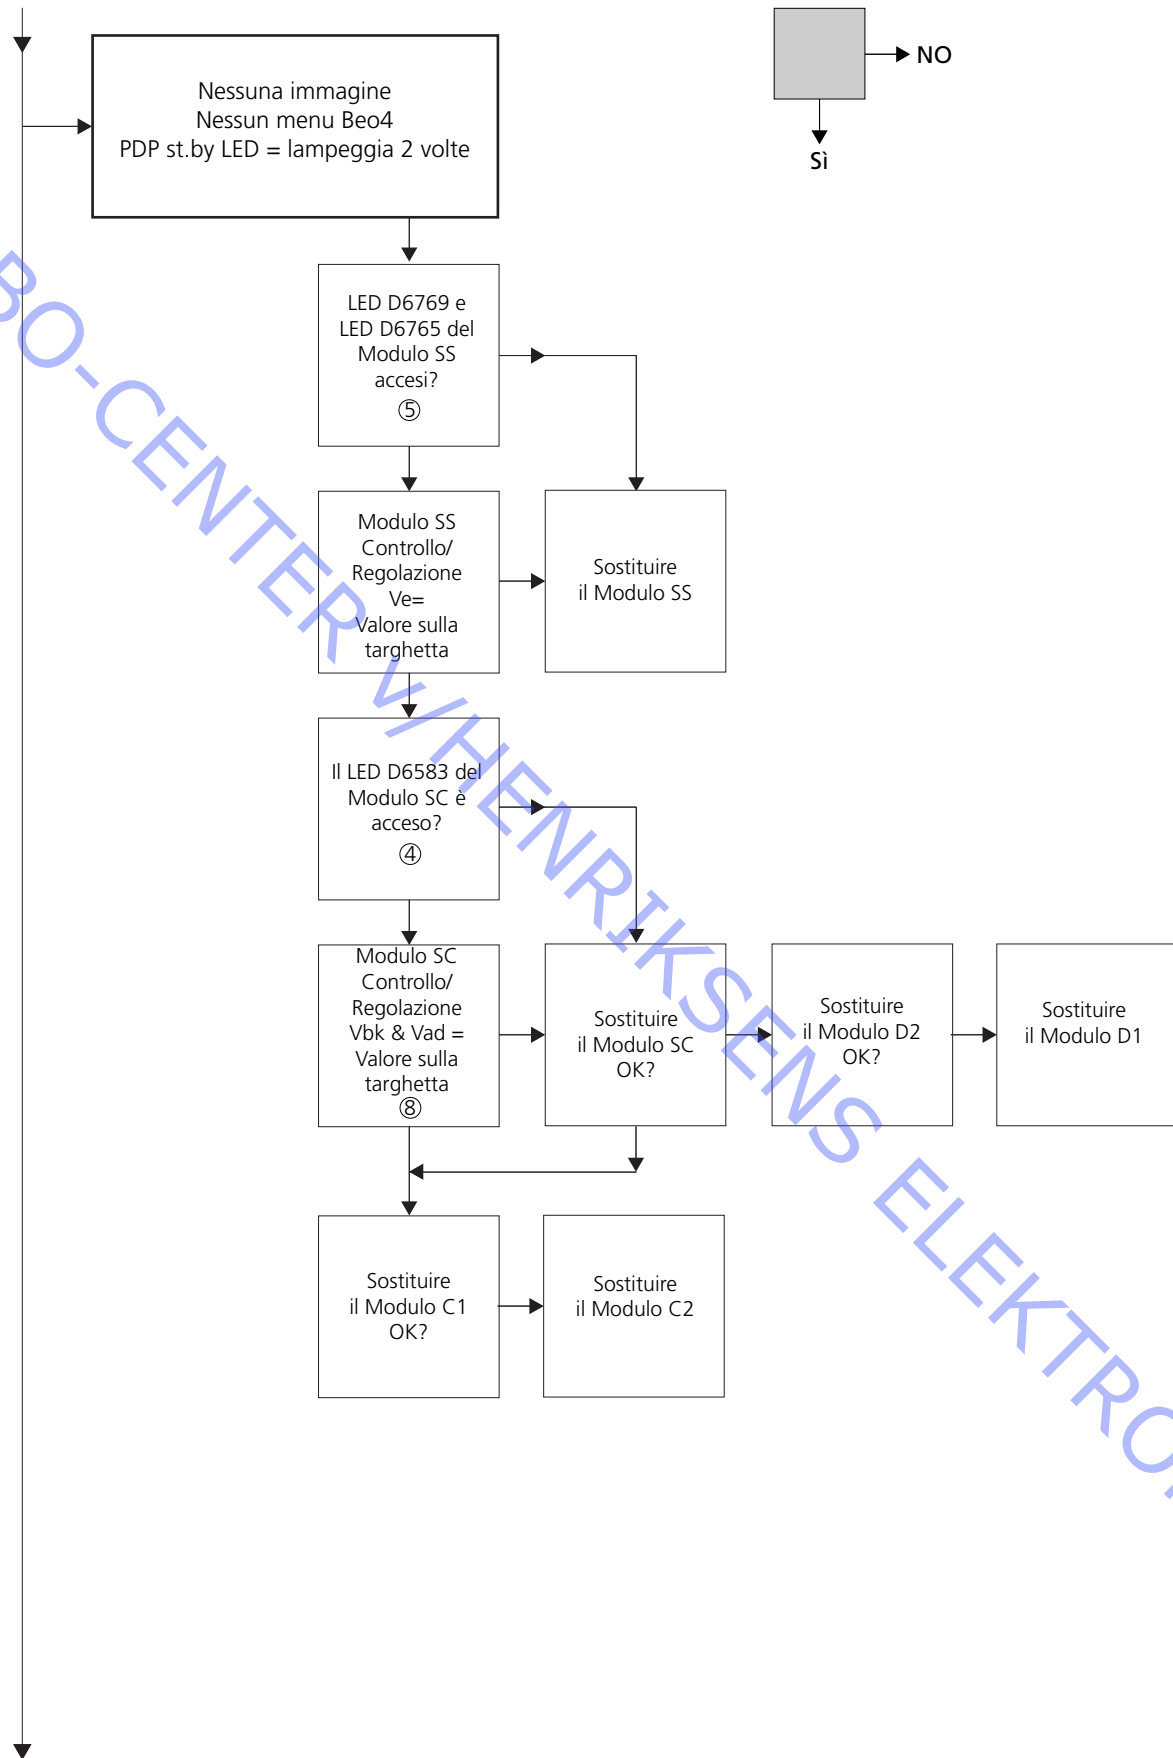 NO
Sì
Nessuna immagine
Nessun menu Beo4
PDP st.by LED = lampeggia 2 volte
LED D6769 e
LED D6765 del
Modulo SS
accesi?
⑤
Modulo SS
Controllo/
Regolazione
Ve=
Valore sulla
targhetta
Sostituire
il Modulo SS
Il LED D6583 del
Modulo SC è
acceso?
④
Modulo SC
Controllo/
Regolazione
Vbk & Vad =
Valore sulla
targhetta
⑧
Sostituire
il Modulo SC
OK?
Sostituire
il Modulo D2
OK?
Sostituire
il Modulo D1
Sostituire
il Modulo C1
OK?
Sostituire
il Modulo C2
BO-CENTER v/HENRIKSENS ELEKTRO